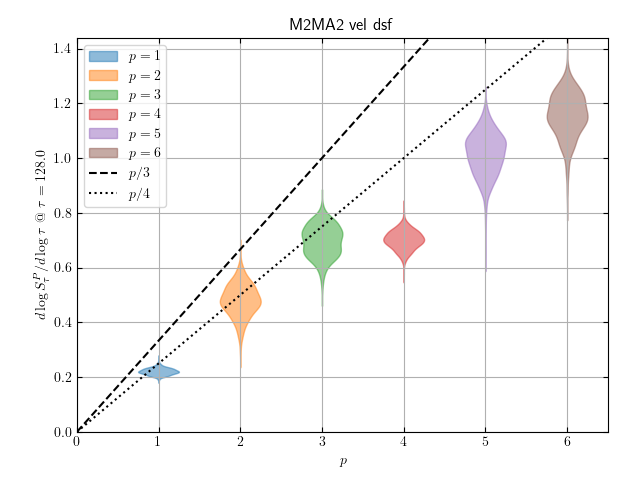 M2MA2 vel dsf
d log S_τ^P / d log τ @ τ = 128.0
1.4
1.2
1.0
0.8
0.6
0.4
0.2
0.0
p = 1
p = 2
p = 3
p = 4
p = 5
p = 6
p/3
p/4
0 1 2 3 4 5 6
p